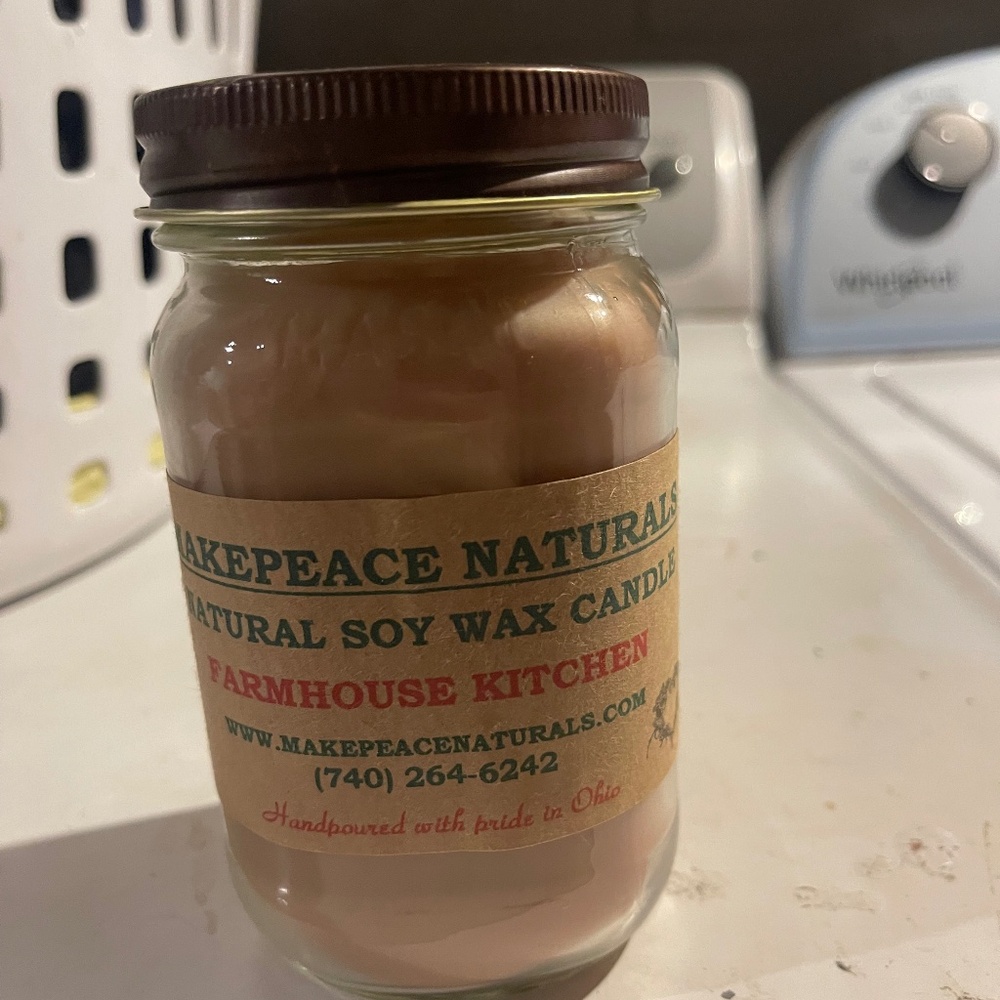 MAKEPEACE NATURALS
NATURAL SOY WAX CANDLE
FARMHOUSE KITCHEN
WWW.MAKEPEACENATURALS.COM
(740) 264-6242
Handpoured with pride in Ohio
Whirlpool